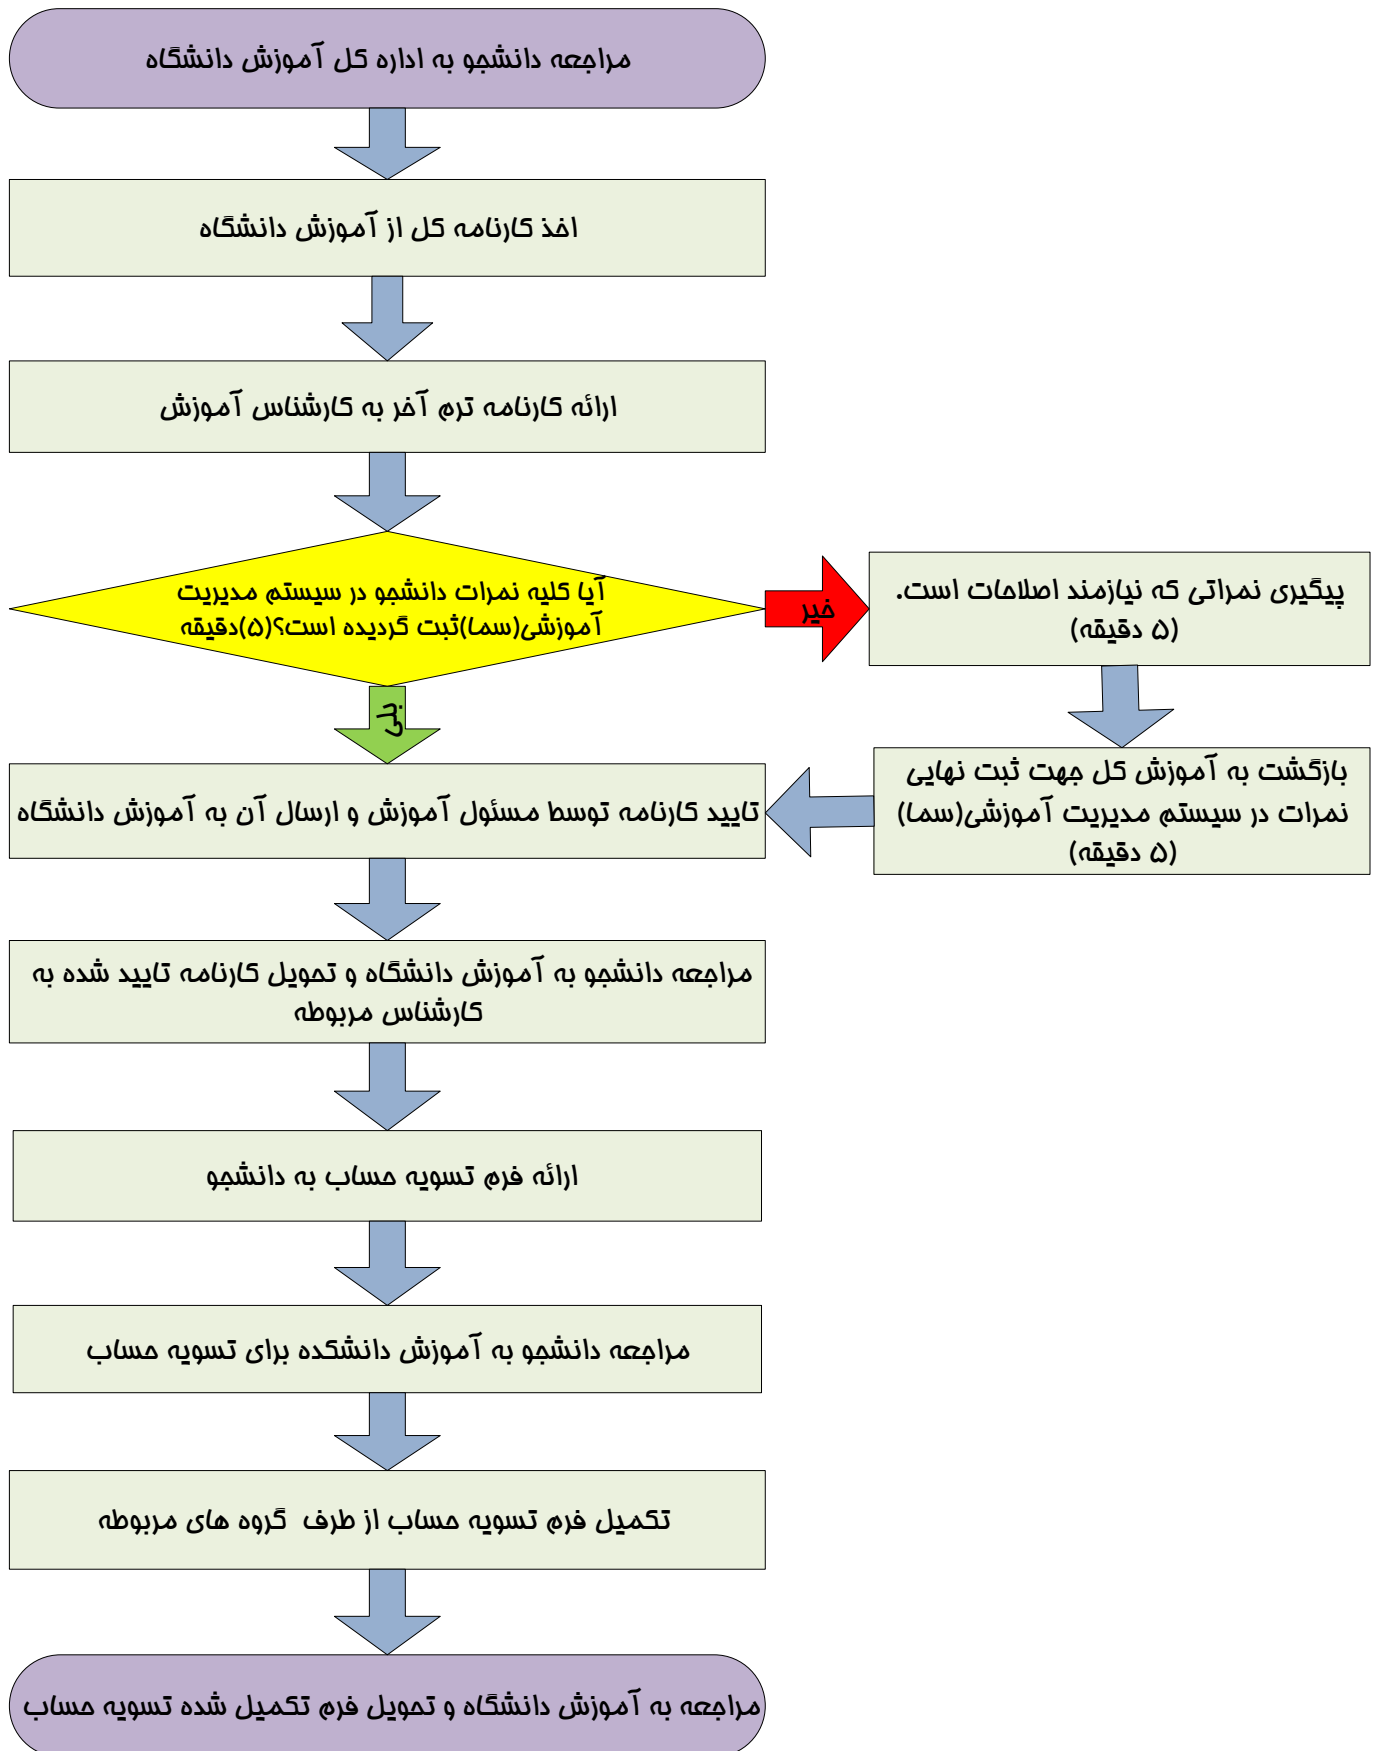 مراجعه دانشجو به اداره کل آموزش دانشگاه
اخذ کارنامه کل از آموزش دانشگاه
ارائه کارنامه ترم آخر به کارشناس آموزش
آیا کلیه نمرات دانشجو در سیستم مدیریت
آموزشی(سما)ثبت گردیده است؟(۵)دقیقه
خیر
پیگیری نمراتی که نیازمند اصلاحات است.
(۵ دقیقه)
بلی
بازگشت به آموزش کل جهت ثبت نهایی
نمرات در سیستم مدیریت آموزشی(سما)
(۵ دقیقه)
تایید کارنامه توسط مسئول آموزش و ارسال آن به آموزش دانشگاه
مراجعه دانشجو به آموزش دانشگاه و تحویل کارنامه تایید شده به
کارشناس مربوطه
ارائه فرم تسویه حساب به دانشجو
مراجعه دانشجو به آموزش دانشکده برای تسویه حساب
تکمیل فرم تسویه حساب از طرف گروه های مربوطه
مراجعه به آموزش دانشگاه و تحویل فرم تکمیل شده تسویه حساب